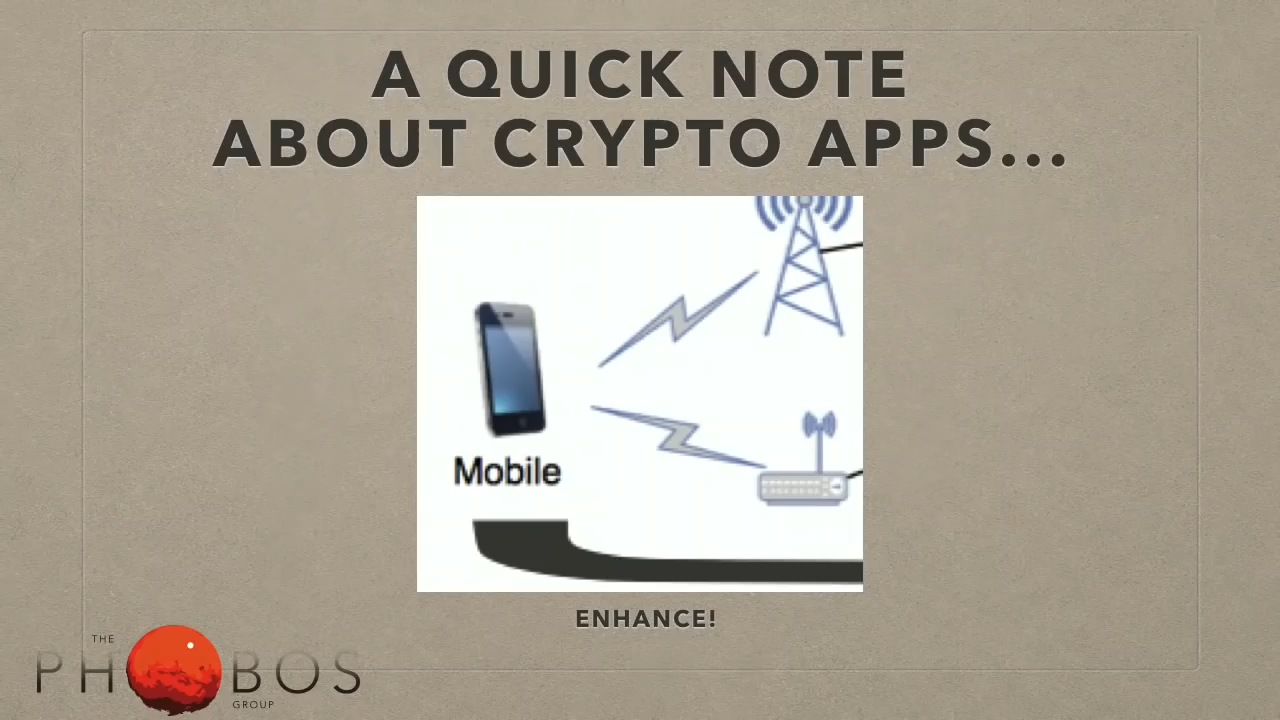 A QUICK NOTE
ABOUT CRYPTO APPS...
Mobile
ENHANCE!
THE
PHOBOS
GROUP